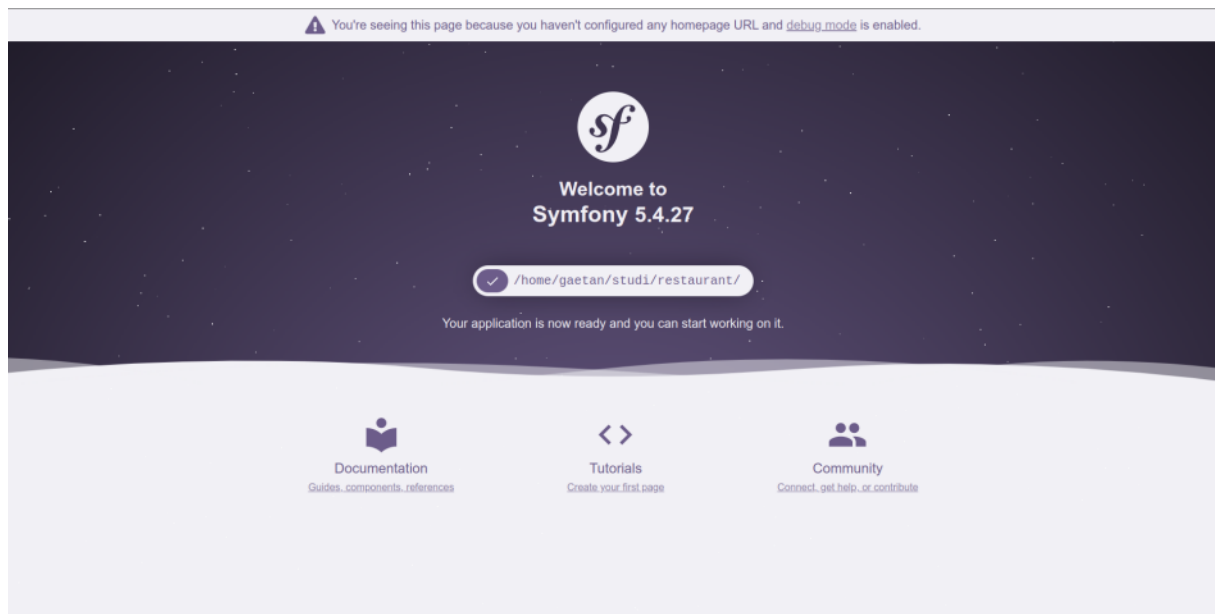 You're seeing this page because you haven't configured any homepage URL and debug mode is enabled.
sf
Welcome to
Symfony 5.4.27
/home/gaetan/studi/restaurant/
Your application is now ready and you can start working on it.
Documentation
Guides, components, references
Tutorials
Create your first page
Community
Connect, get help, or contribute